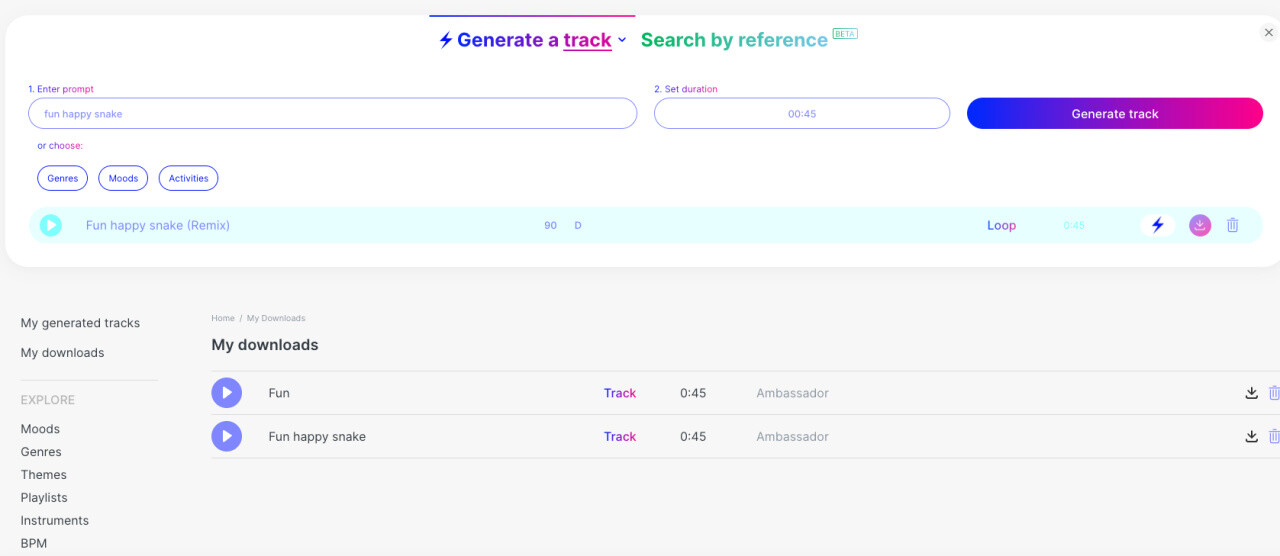 Generate a track Search by reference BETA
1. Enter prompt 2. Set duration
fun happy snake 00:45 Generate track
or choose:
Genres Moods Activities
Fun happy snake (Remix) 90 D Loop 0:45
My generated tracks
My downloads
EXPLORE
Moods
Genres
Themes
Playlists
Instruments
BPM
Home / My Downloads
My downloads
Fun Track 0:45 Ambassador
Fun happy snake Track 0:45 Ambassador